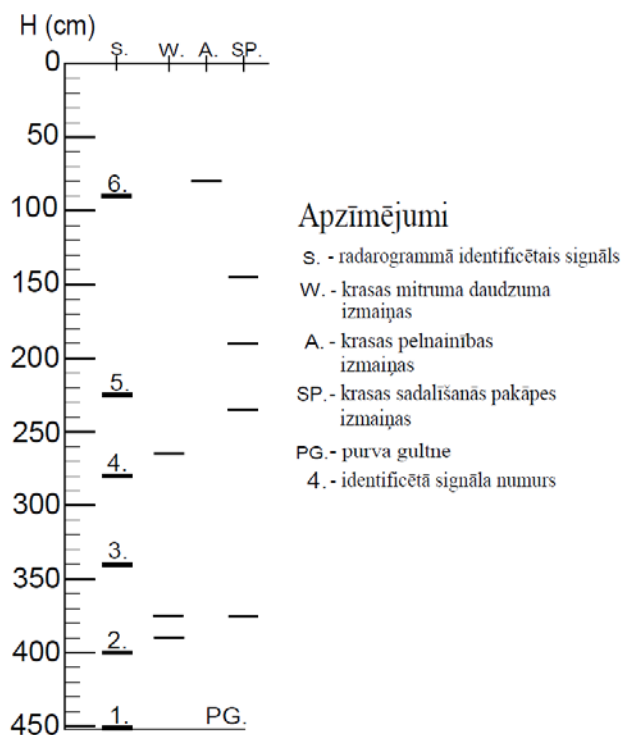 H (cm)
S. W. A. SP.
0
50
6.
100
150
200
5.
250
4.
300
3.
350
2.
400
1. PG.
450
Apzīmējumi
S. - radarogrammā identificētais signāls
W. - krasas mitruma daudzuma
izmaiņas
A. - krasas pelnainības
izmaiņas
SP. - krasas sadalīšanās pakāpes
izmaiņas
PG. - purva gultne
4. - identificētā signāla numurs